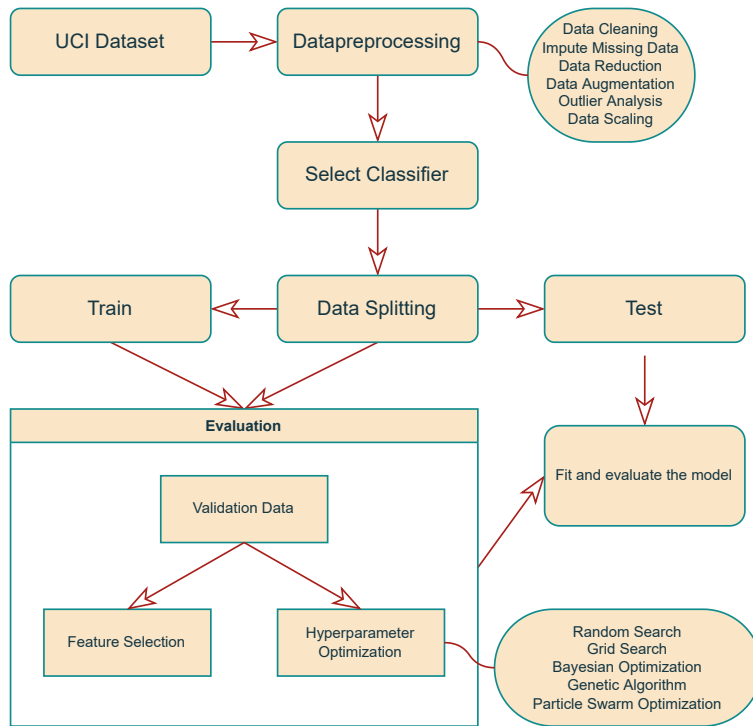 UCI Dataset
Datapreprocessing
Data Cleaning
Impute Missing Data
Data Reduction
Data Augmentation
Outlier Analysis
Data Scaling
Select Classifier
Train
Data Splitting
Test
Evaluation
Validation Data
Feature Selection
Hyperparameter
Optimization
Fit and evaluate the model
Random Search
Grid Search
Bayesian Optimization
Genetic Algorithm
Particle Swarm Optimization